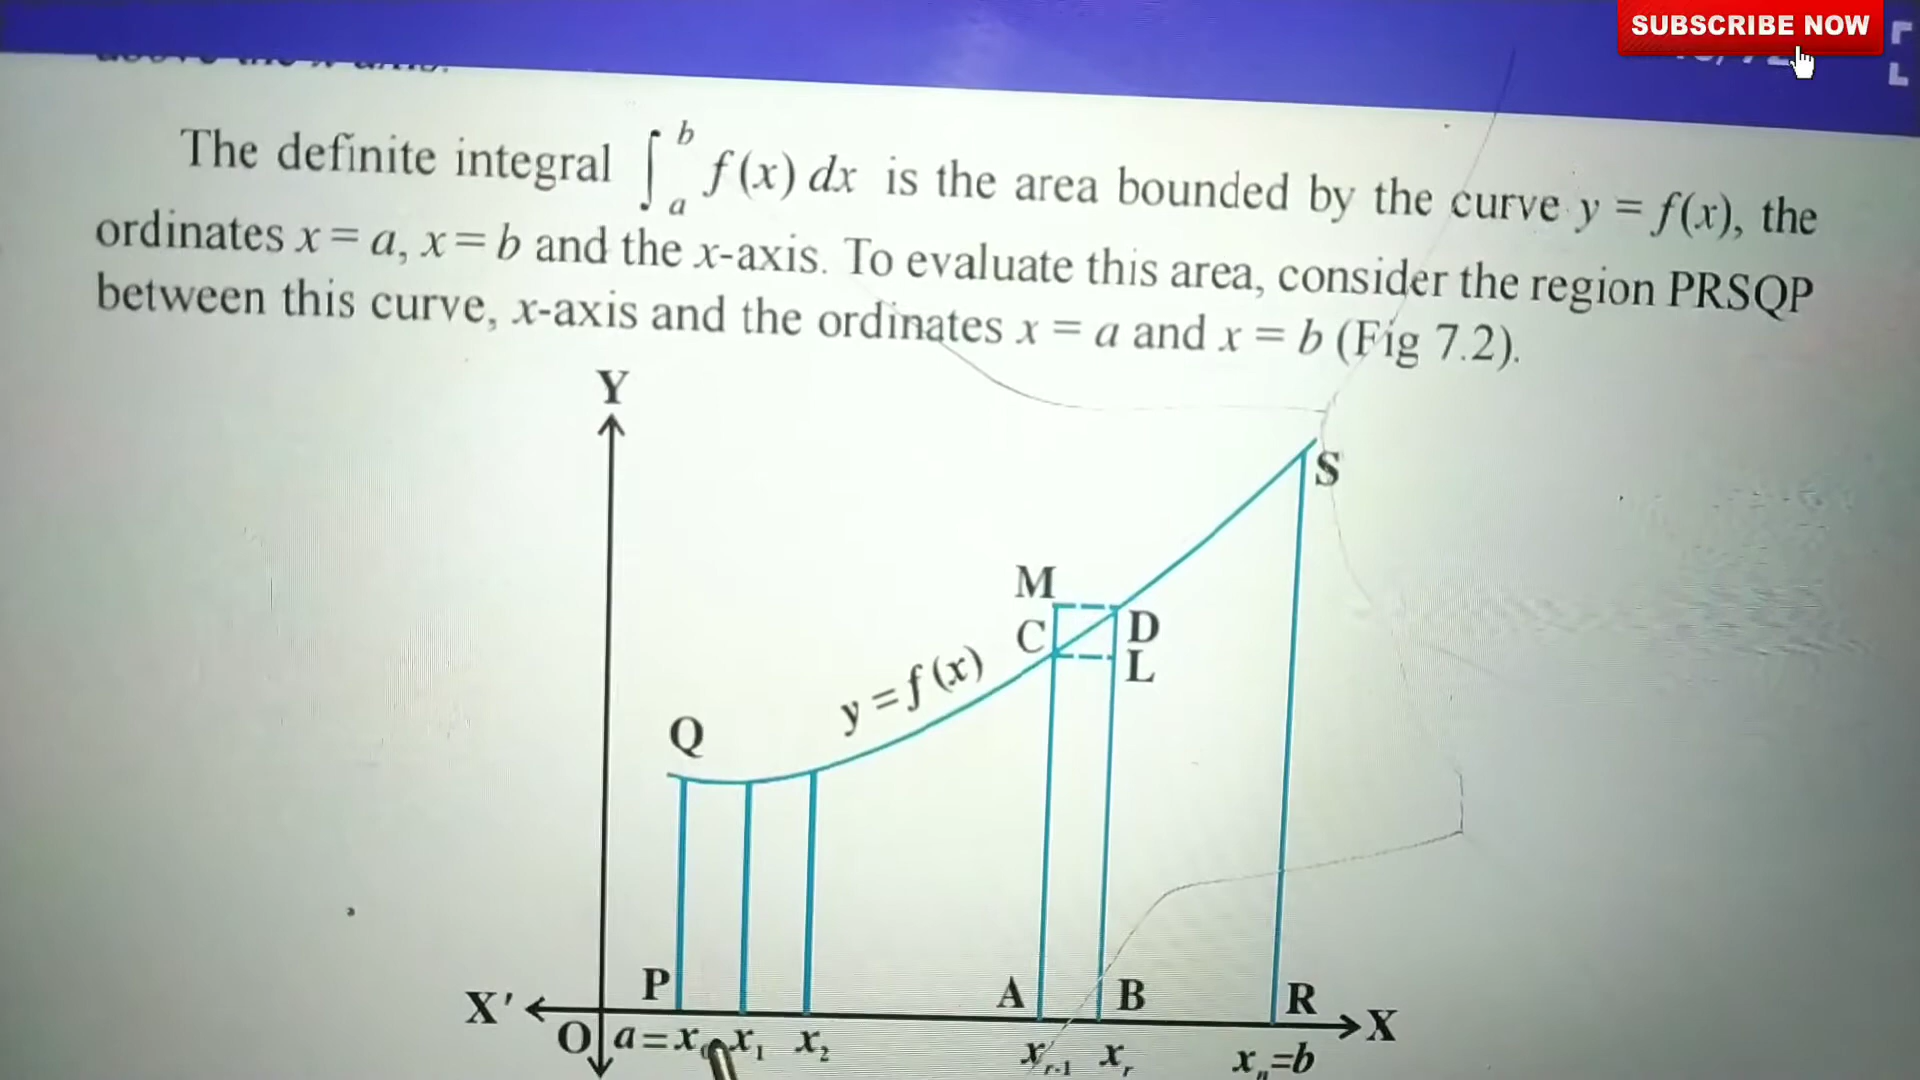 SUBSCRIBE NOW
The definite integral ∫ₐᵇ f(x) dx is the area bounded by the curve y = f(x), the
ordinates x = a, x = b and the x-axis. To evaluate this area, consider the region PRSQP
between this curve, x-axis and the ordinates x = a and x = b (Fig 7.2).
Y
S
M
C D
L
y = f(x)
Q
P A B R
X' X
O a = x₀ x₁ x₂ xᵣ₋₁ xᵣ xₙ=b